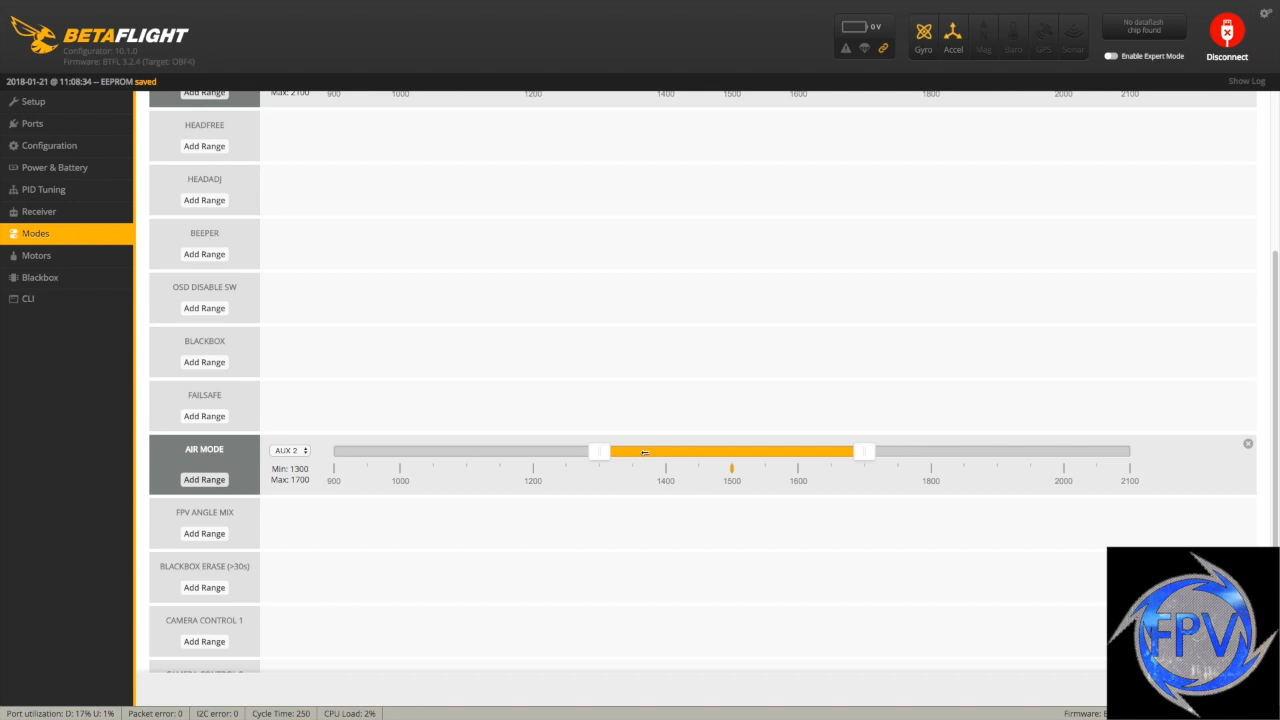 BETAFLIGHT
Configurator: 10.1.0
Firmware: BTFL 3.2.4 (Target: OBF4)
0 V
Gyro
Accel
Mag
Baro
GPS
Sonar
No dataflash
chip found
Enable Expert Mode
Disconnect
2018-01-21 @ 11:08:34 -- EEPROM saved
Show Log
Setup
Ports
Configuration
Power & Battery
PID Tuning
Receiver
Modes
Motors
Blackbox
CLI
Add Range
Max: 2100
900 1000 1200 1400 1500 1600 1800 2000 2100
HEADFREE
Add Range
HEADADJ
Add Range
BEEPER
Add Range
OSD DISABLE SW
Add Range
BLACKBOX
Add Range
FAILSAFE
Add Range
AIR MODE
Add Range
AUX 2
Min: 1300
Max: 1700
900 1000 1200 1400 1500 1600 1800 2000 2100
FPV ANGLE MIX
Add Range
BLACKBOX ERASE (>30s)
Add Range
CAMERA CONTROL 1
Add Range
FPV
Port utilization: D: 17% U: 1%
Packet error: 0
I2C error: 0
Cycle Time: 250
CPU Load: 2%
Firmware: